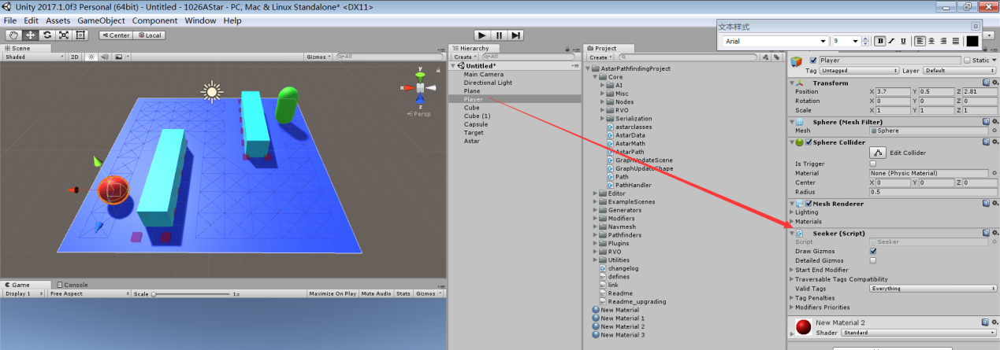 Unity 2017.1.0f3 Personal (64bit) - Untitled - 1026AStar - PC, Mac & Linux Standalone* <DX11>
File Edit Assets GameObject Component Window Help
Center Local
文本样式
Arial 9 B I U
Scene
Shaded 2D Gizmos All
y x z
Persp
Game Console
Display 1 Free Aspect Scale 1x Maximize On Play Mute Audio Stats Gizmos
Hierarchy
Create All
Untitled*
Main Camera
Directional Light
Plane
Player
Cube
Cube (1)
Capsule
Target
Astar
Project
Create
AstarPathfindingProject
Core
AI
Misc
Nodes
RVO
Serialization
astarclasses
AstarData
AstarMath
AstarPath
GraphUpdateScene
GraphUpdateShape
Path
PathHandler
Editor
ExampleScenes
Generators
Modifiers
Navmesh
Pathfinders
Plugins
RVO
Utilities
changelog
defines
link
Readme
Readme_upgrading
New Material
New Material 1
New Material 2
New Material 3
Player Static
Tag Untagged Layer Default
Transform
Position X 3.7 Y 0.5 Z 2.81
Rotation X 0 Y 0 Z 0
Scale X 1 Y 1 Z 1
Sphere (Mesh Filter)
Mesh Sphere
Sphere Collider
Edit Collider
Is Trigger
Material None (Physic Material)
Center X 0 Y 0 Z 0
Radius 0.5
Mesh Renderer
Lighting
Materials
Seeker (Script)
Script Seeker
Draw Gizmos
Detailed Gizmos
Start End Modifier
Traversable Tags Compatibility
Valid Tags Everything
Tag Penalties
Modifiers Priorities
New Material 2
Shader Standard